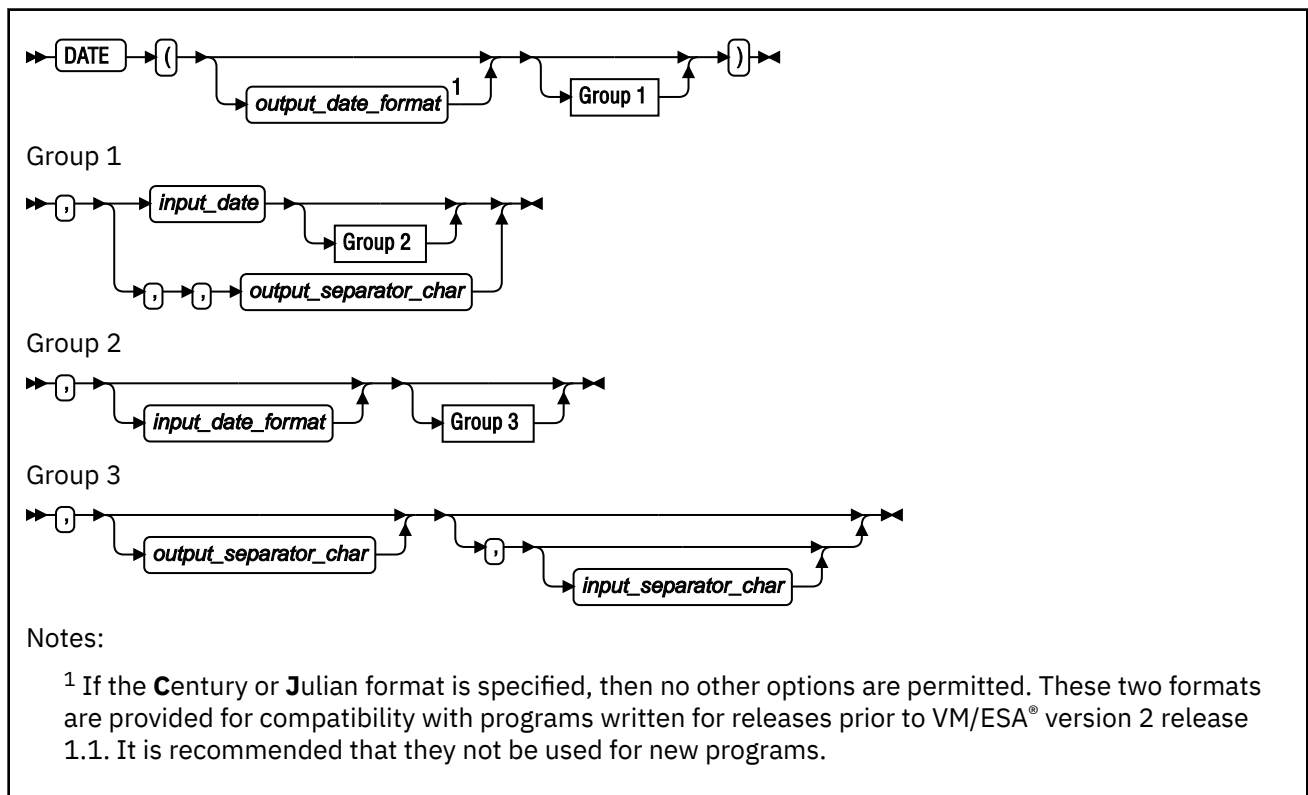 DATE ( output_date_format 1 Group 1 )
Group 1
, input_date Group 2
, , output_separator_char
Group 2
, input_date_format Group 3
Group 3
, output_separator_char , input_separator_char
Notes:
1 If the Century or Julian format is specified, then no other options are permitted. These two formats
are provided for compatibility with programs written for releases prior to VM/ESA® version 2 release
1.1. It is recommended that they not be used for new programs.